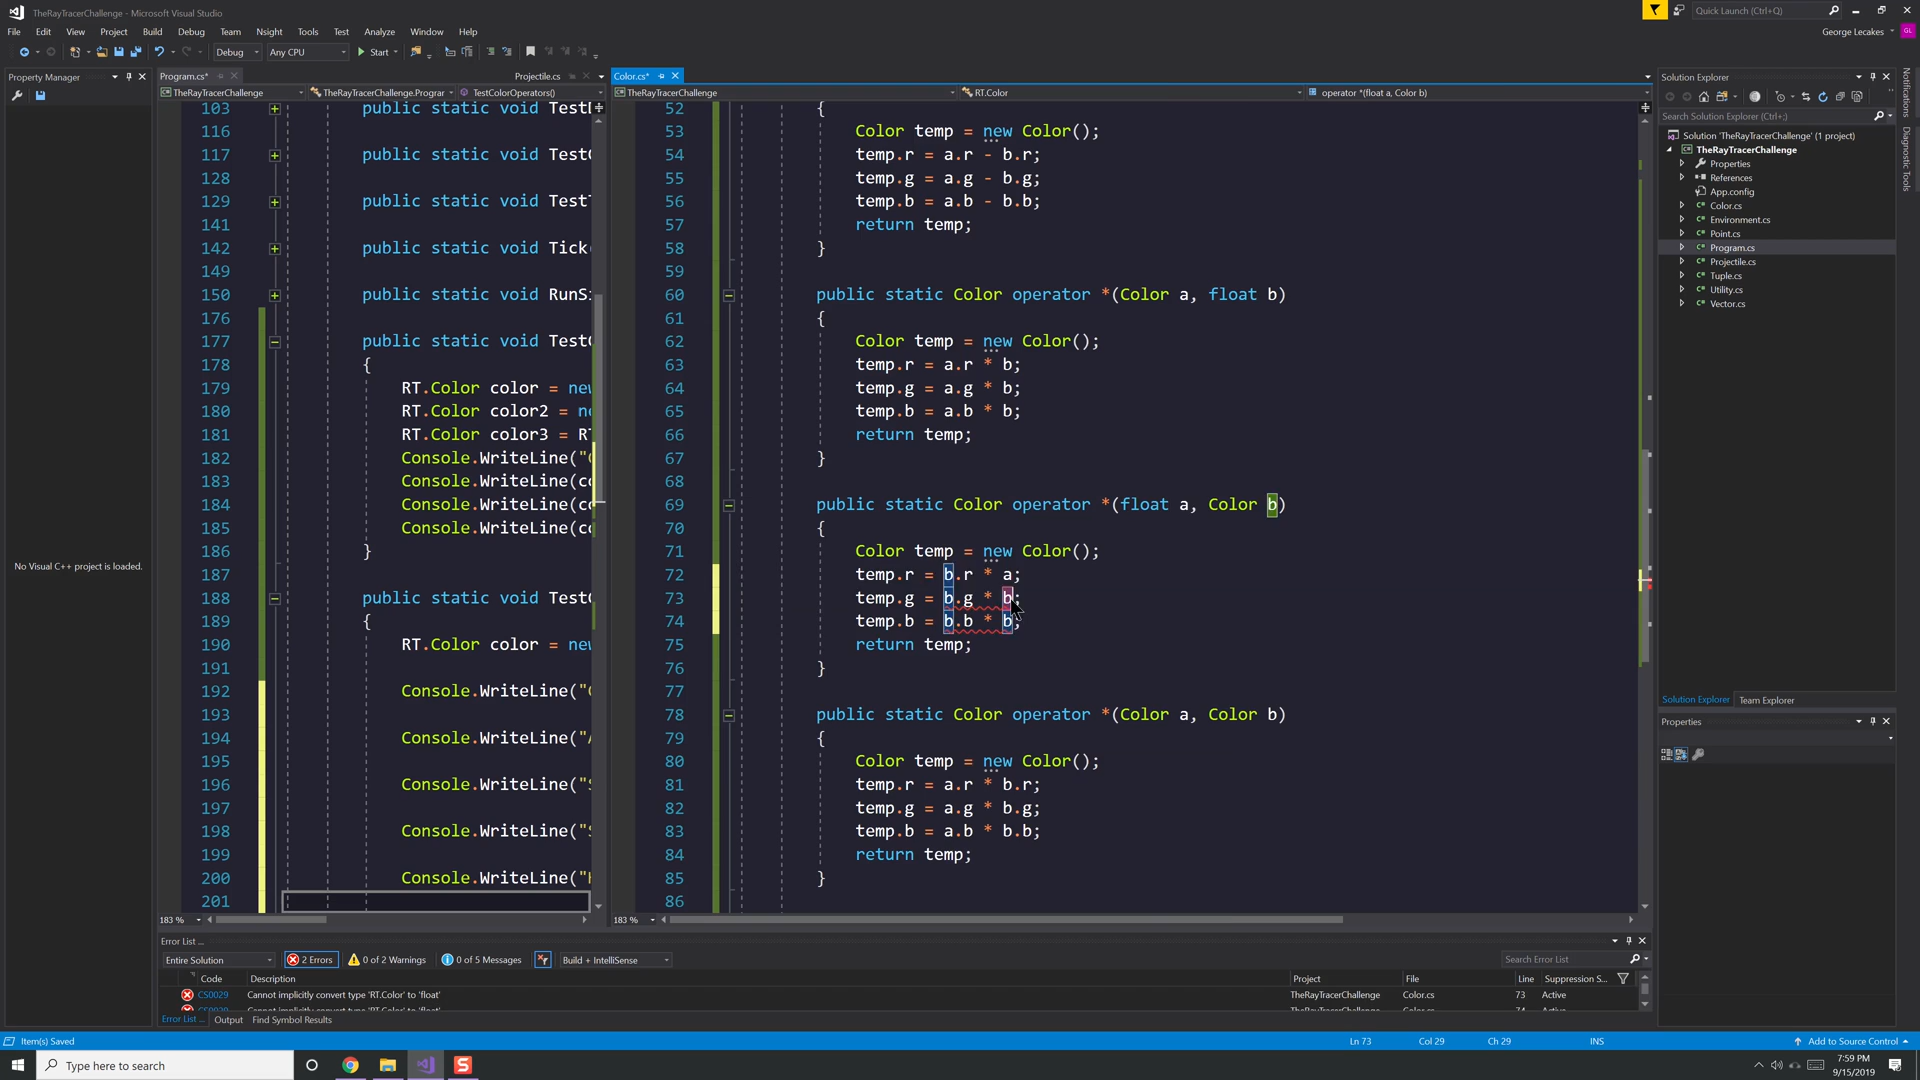 TheRayTracerChallenge - Microsoft Visual Studio
Quick Launch (Ctrl+Q)
File Edit View Project Build Debug Team Nsight Tools Test Analyze Window Help
George Lecakes GL
Debug Any CPU Start
Property Manager
Program.cs* Projectile.cs Color.cs*
Solution Explorer
TheRayTracerChallenge TheRayTracerChallenge.Prograr TestColorOperators()
TheRayTracerChallenge RT.Color operator *(float a, Color b)
No Visual C++ project is loaded.
103 public static void Test
116
117 public static void Test
128
129 public static void Test
141
142 public static void Tick
149
150 public static void RunS
176
177 public static void Test
178 {
179 RT.Color color = new
180 RT.Color color2 =
181 RT.Color color3 = R
182 Console.WriteLine("
183 Console.WriteLine(c
184 Console.WriteLine(c
185 Console.WriteLine(c
186 }
187
188 public static void Test
189 {
190 RT.Color color = new
191
192 Console.WriteLine("
193
194 Console.WriteLine("
195
196 Console.WriteLine("
197
198 Console.WriteLine("
199
200 Console.WriteLine("
201
183 %
52 {
53 Color temp = new Color();
54 temp.r = a.r - b.r;
55 temp.g = a.g - b.g;
56 temp.b = a.b - b.b;
57 return temp;
58 }
59
60 public static Color operator *(Color a, float b)
61 {
62 Color temp = new Color();
63 temp.r = a.r * b;
64 temp.g = a.g * b;
65 temp.b = a.b * b;
66 return temp;
67 }
68
69 public static Color operator *(float a, Color b)
70 {
71 Color temp = new Color();
72 temp.r = b.r * a;
73 temp.g = b.g * b;
74 temp.b = b.b * b;
75 return temp;
76 }
77
78 public static Color operator *(Color a, Color b)
79 {
80 Color temp = new Color();
81 temp.r = a.r * b.r;
82 temp.g = a.g * b.g;
83 temp.b = a.b * b.b;
84 return temp;
85 }
86
183 %
Search Solution Explorer (Ctrl+;)
Solution 'TheRayTracerChallenge' (1 project)
TheRayTracerChallenge
Properties
References
App.config
Color.cs
Environment.cs
Point.cs
Program.cs
Projectile.cs
Tuple.cs
Utility.cs
Vector.cs
Solution Explorer Team Explorer
Properties
Notifications
Diagnostic Tools
Error List ...
Entire Solution 2 Errors 0 of 2 Warnings 0 of 5 Messages Build + IntelliSense Search Error List
Code Description Project File Line Suppression S...
CS0029 Cannot implicitly convert type 'RT.Color' to 'float' TheRayTracerChallenge Color.cs 73 Active
CS0029 Cannot implicitly convert type 'RT.Color' to 'float' TheRayTracerChallenge Color.cs 74 Active
Error List ... Output Find Symbol Results
Item(s) Saved Ln 73 Col 29 Ch 29 INS Add to Source Control
Type here to search
7:59 PM
9/15/2019